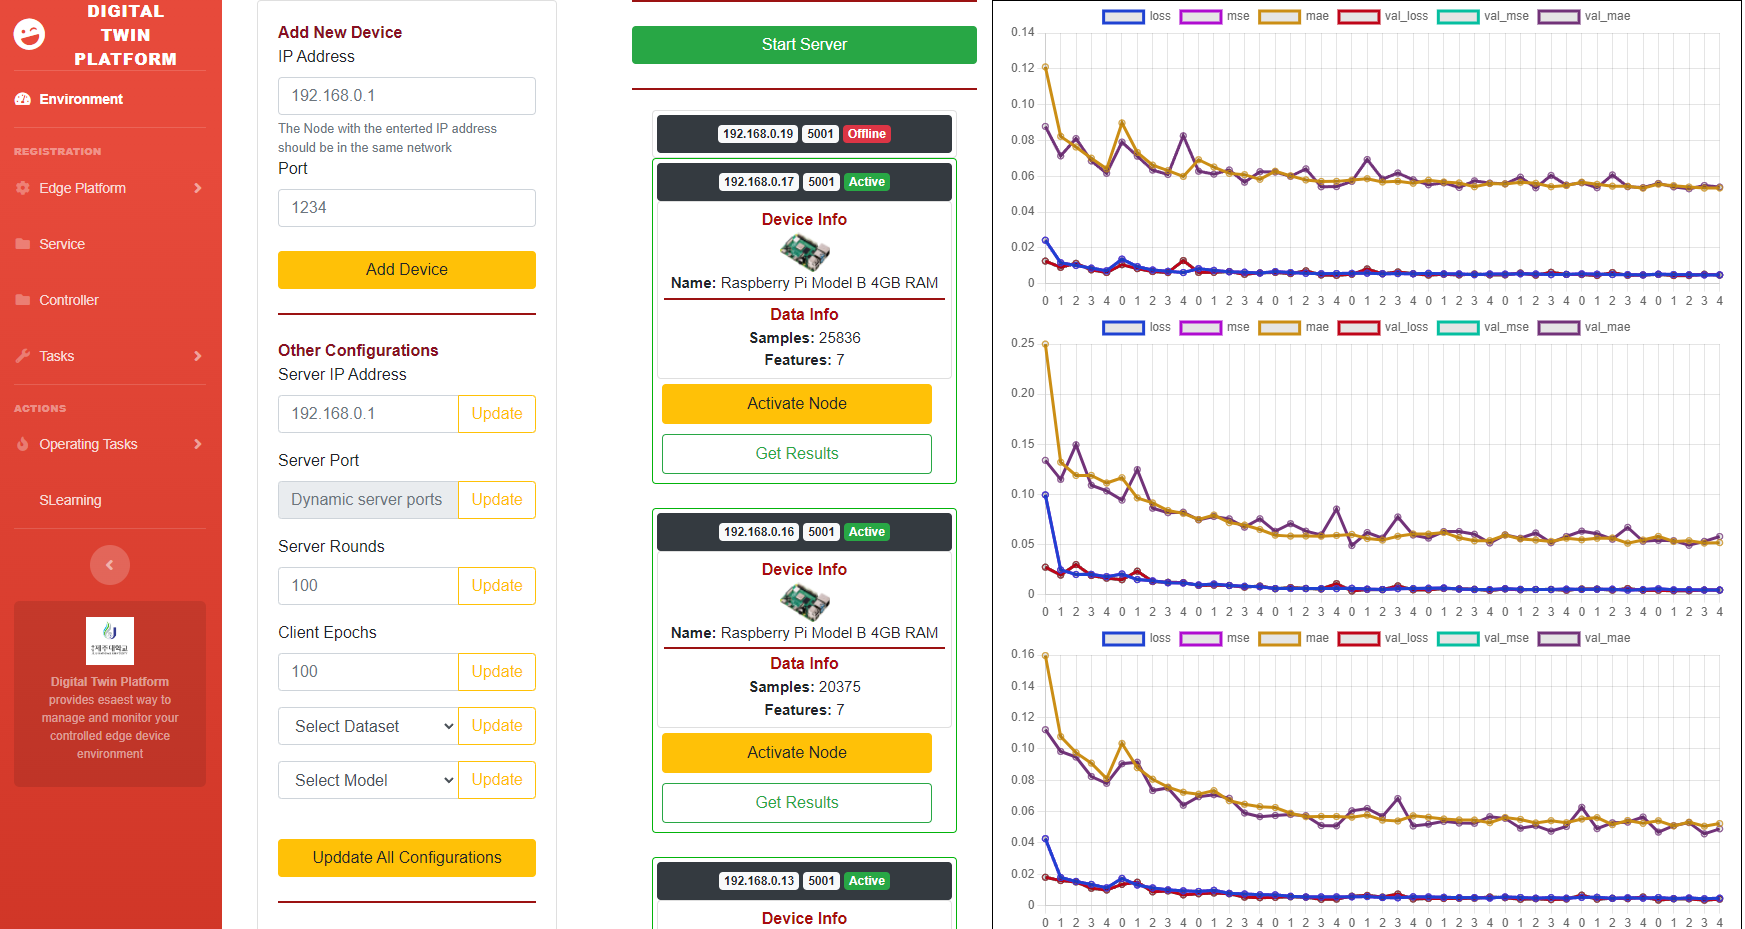 DIGITAL
TWIN
PLATFORM
Environment
REGISTRATION
Edge Platform
Service
Controller
Tasks
ACTIONS
Operating Tasks
SLearning
제주대학교
Digital Twin Platform
provides esaest way to
manage and monitor your
controlled edge device
environment
Add New Device
IP Address
192.168.0.1
The Node with the enterted IP address
should be in the same network
Port
1234
Add Device
Other Configurations
Server IP Address
192.168.0.1 Update
Server Port
Dynamic server ports Update
Server Rounds
100 Update
Client Epochs
100 Update
Select Dataset Update
Select Model Update
Upddate All Configurations
Start Server
192.168.0.19 5001 Offline
192.168.0.17 5001 Active
Device Info
Name: Raspberry Pi Model B 4GB RAM
Data Info
Samples: 25836
Features: 7
Activate Node
Get Results
192.168.0.16 5001 Active
Device Info
Name: Raspberry Pi Model B 4GB RAM
Data Info
Samples: 20375
Features: 7
Activate Node
Get Results
192.168.0.13 5001 Active
Device Info
loss mse mae val_loss val_mse val_mae
0.14
0.12
0.10
0.08
0.06
0.04
0.02
0
0 1 2 3 4 0 1 2 3 4 0 1 2 3 4 0 1 2 3 4 0 1 2 3 4 0 1 2 3 4 0 1 2 3 4 0 1 2 3 4 0 1 2 3 4
loss mse mae val_loss val_mse val_mae
0.25
0.20
0.15
0.10
0.05
0
0 1 2 3 4 0 1 2 3 4 0 1 2 3 4 0 1 2 3 4 0 1 2 3 4 0 1 2 3 4 0 1 2 3 4 0 1 2 3 4 0 1 2 3 4
loss mse mae val_loss val_mse val_mae
0.16
0.14
0.12
0.10
0.08
0.06
0.04
0.02
0
0 1 2 3 4 0 1 2 3 4 0 1 2 3 4 0 1 2 3 4 0 1 2 3 4 0 1 2 3 4 0 1 2 3 4 0 1 2 3 4 0 1 2 3 4